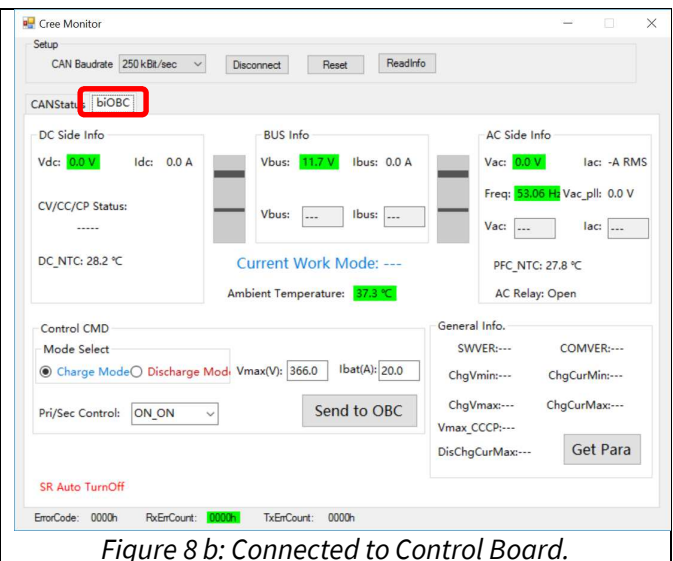 Cree Monitor
Setup
CAN Baudrate 250 kBit/sec Disconnect Reset ReadInfo
CANStatus biOBC
DC Side Info
Vdc: 0.0 V Idc: 0.0 A
CV/CC/CP Status:
-----
DC_NTC: 28.2 ℃
BUS Info
Vbus: 11.7 V Ibus: 0.0 A
Vbus: --- Ibus: ---
AC Side Info
Vac: 0.0 V Iac: -A RMS
Freq: 53.06 Hz Vac_pll: 0.0 V
Vac: --- Iac: ---
PFC_NTC: 27.8 ℃
AC Relay: Open
Current Work Mode: ---
Ambient Temperature: 37.3 ℃
Control CMD
Mode Select
Charge Mode Discharge Mode Vmax(V): 366.0 Ibat(A): 20.0
Pri/Sec Control: ON_ON Send to OBC
SR Auto TurnOff
General Info.
SWVER:--- COMVER:---
ChgVmin:--- ChgCurMin:---
ChgVmax:--- ChgCurMax:---
Vmax_CCCP:---
DisChgCurMax:--- Get Para
ErrorCode: 0000h RxErrCount: 0000h TxErrCount: 0000h
Figure 8 b: Connected to Control Board.